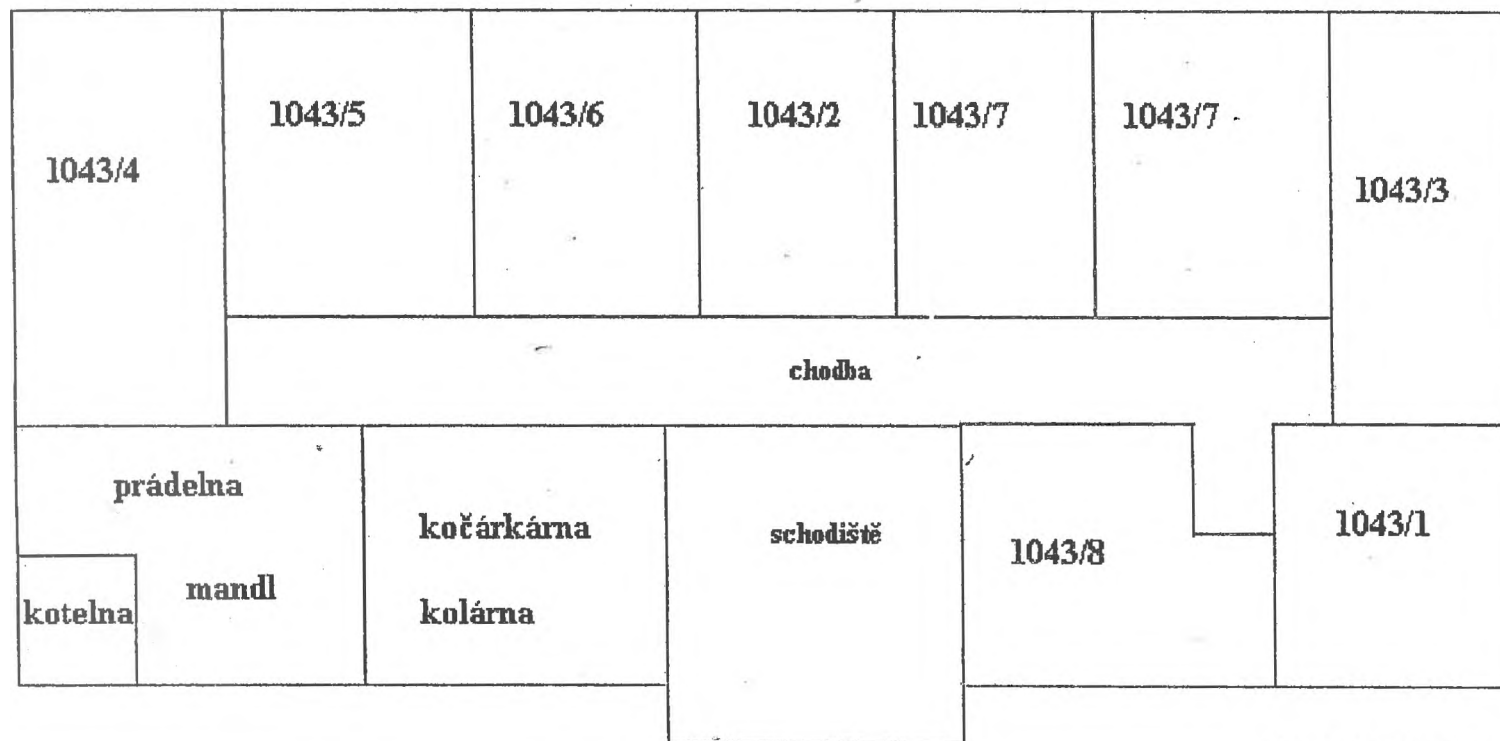 1043/4
1043/5
1043/6
1043/2
1043/7
1043/7
1043/3
chodba
prádelna
mandl
kotelna
kočárkárna
kolárna
schodiště
1043/8
1043/1